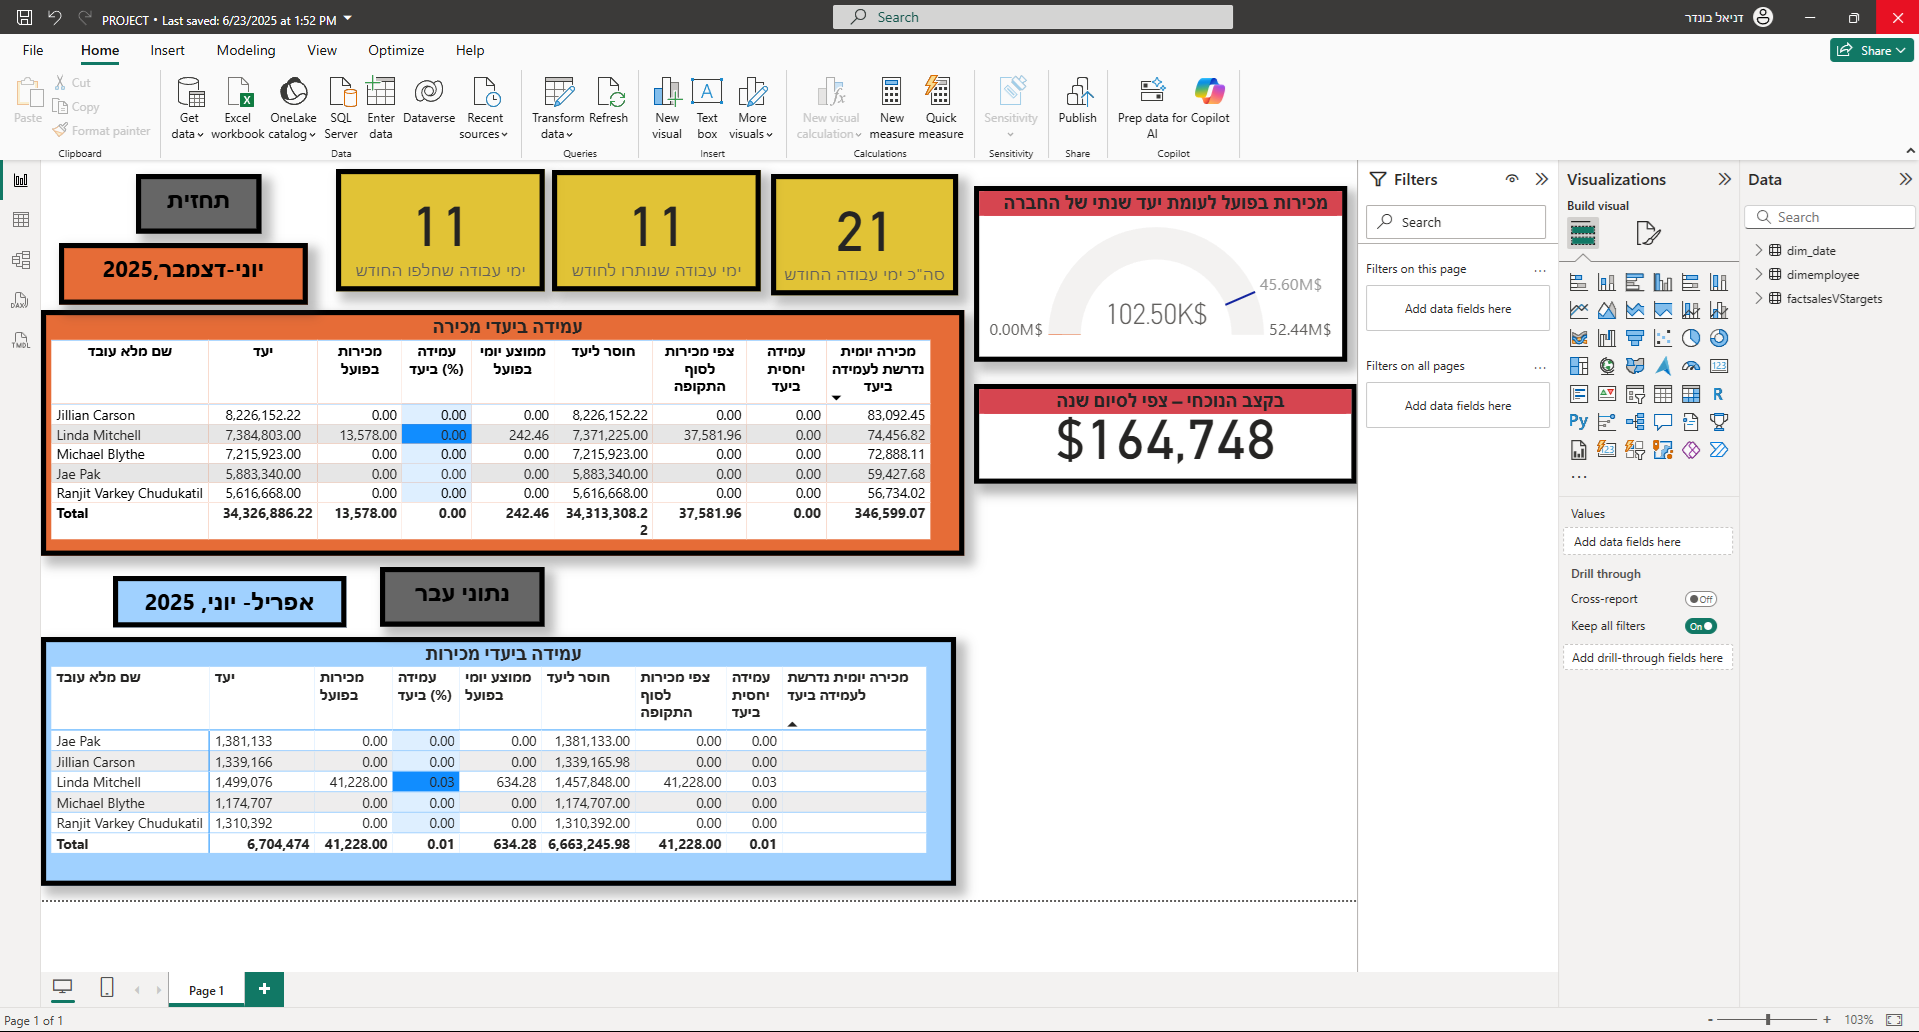 PROJECT • Last saved: 6/23/2025 at 1:52 PM
Search
דניאל בונדר
File Home Insert Modeling View Optimize Help
Share
Paste
Cut
Copy
Format painter
Clipboard
Get data
Excel workbook
OneLake catalog
SQL Server
Enter data
Dataverse
Recent sources
Data
Transform data
Refresh
Queries
New visual
Text box
More visuals
Insert
New visual calculation
New measure
Quick measure
Calculations
Sensitivity
Sensitivity
Publish
Share
Prep data for AI
Copilot
Copilot
תחזית
יוני-דצמבר,2025
11
ימי עבודה שחלפו החודש
11
ימי עבודה שנותרו לחודש
21
סה"כ ימי עבודה החודש
מכירות בפועל לעומת יעד שנתי של החברה
45.60M$
102.50K$
0.00M$
52.44M$
בקצב הנוכחי – צפי לסיום שנה
$164,748
עמידה ביעדי מכירה
שם מלא עובד יעד מכירות בפועל עמידה ביעד (%) ממוצע יומי בפועל חוסר ליעד צפי מכירות לסוף התקופה עמידה יחסית ביעד מכירה יומית נדרשת לעמידה ביעד
Jillian Carson 8,226,152.22 0.00 0.00 0.00 8,226,152.22 0.00 0.00 83,092.45
Linda Mitchell 7,384,803.00 13,578.00 0.00 242.46 7,371,225.00 37,581.96 0.00 74,456.82
Michael Blythe 7,215,923.00 0.00 0.00 0.00 7,215,923.00 0.00 0.00 72,888.11
Jae Pak 5,883,340.00 0.00 0.00 0.00 5,883,340.00 0.00 0.00 59,427.68
Ranjit Varkey Chudukatil 5,616,668.00 0.00 0.00 0.00 5,616,668.00 0.00 0.00 56,734.02
Total 34,326,886.22 13,578.00 0.00 242.46 34,313,308.22 37,581.96 0.00 346,599.07
אפריל- יוני, 2025
נתוני עבר
עמידה ביעדי מכירות
שם מלא עובד יעד מכירות בפועל עמידה ביעד (%) ממוצע יומי בפועל חוסר ליעד צפי מכירות לסוף התקופה עמידה יחסית ביעד מכירה יומית נדרשת לעמידה ביעד
Jae Pak 1,381,133 0.00 0.00 0.00 1,381,133.00 0.00 0.00
Jillian Carson 1,339,166 0.00 0.00 0.00 1,339,165.98 0.00 0.00
Linda Mitchell 1,499,076 41,228.00 0.03 634.28 1,457,848.00 41,228.00 0.03
Michael Blythe 1,174,707 0.00 0.00 0.00 1,174,707.00 0.00 0.00
Ranjit Varkey Chudukatil 1,310,392 0.00 0.00 0.00 1,310,392.00 0.00 0.00
Total 6,704,474 41,228.00 0.01 634.28 6,663,245.98 41,228.00 0.01
Filters
Search
Filters on this page
Add data fields here
Filters on all pages
Add data fields here
Visualizations
Build visual
R
Py
123
Values
Add data fields here
Drill through
Cross-report Off
Keep all filters On
Add drill-through fields here
Data
Search
dim_date
dimemployee
factsalesVStargets
DAX
TMDL
Page 1
Page 1 of 1
- + 103%